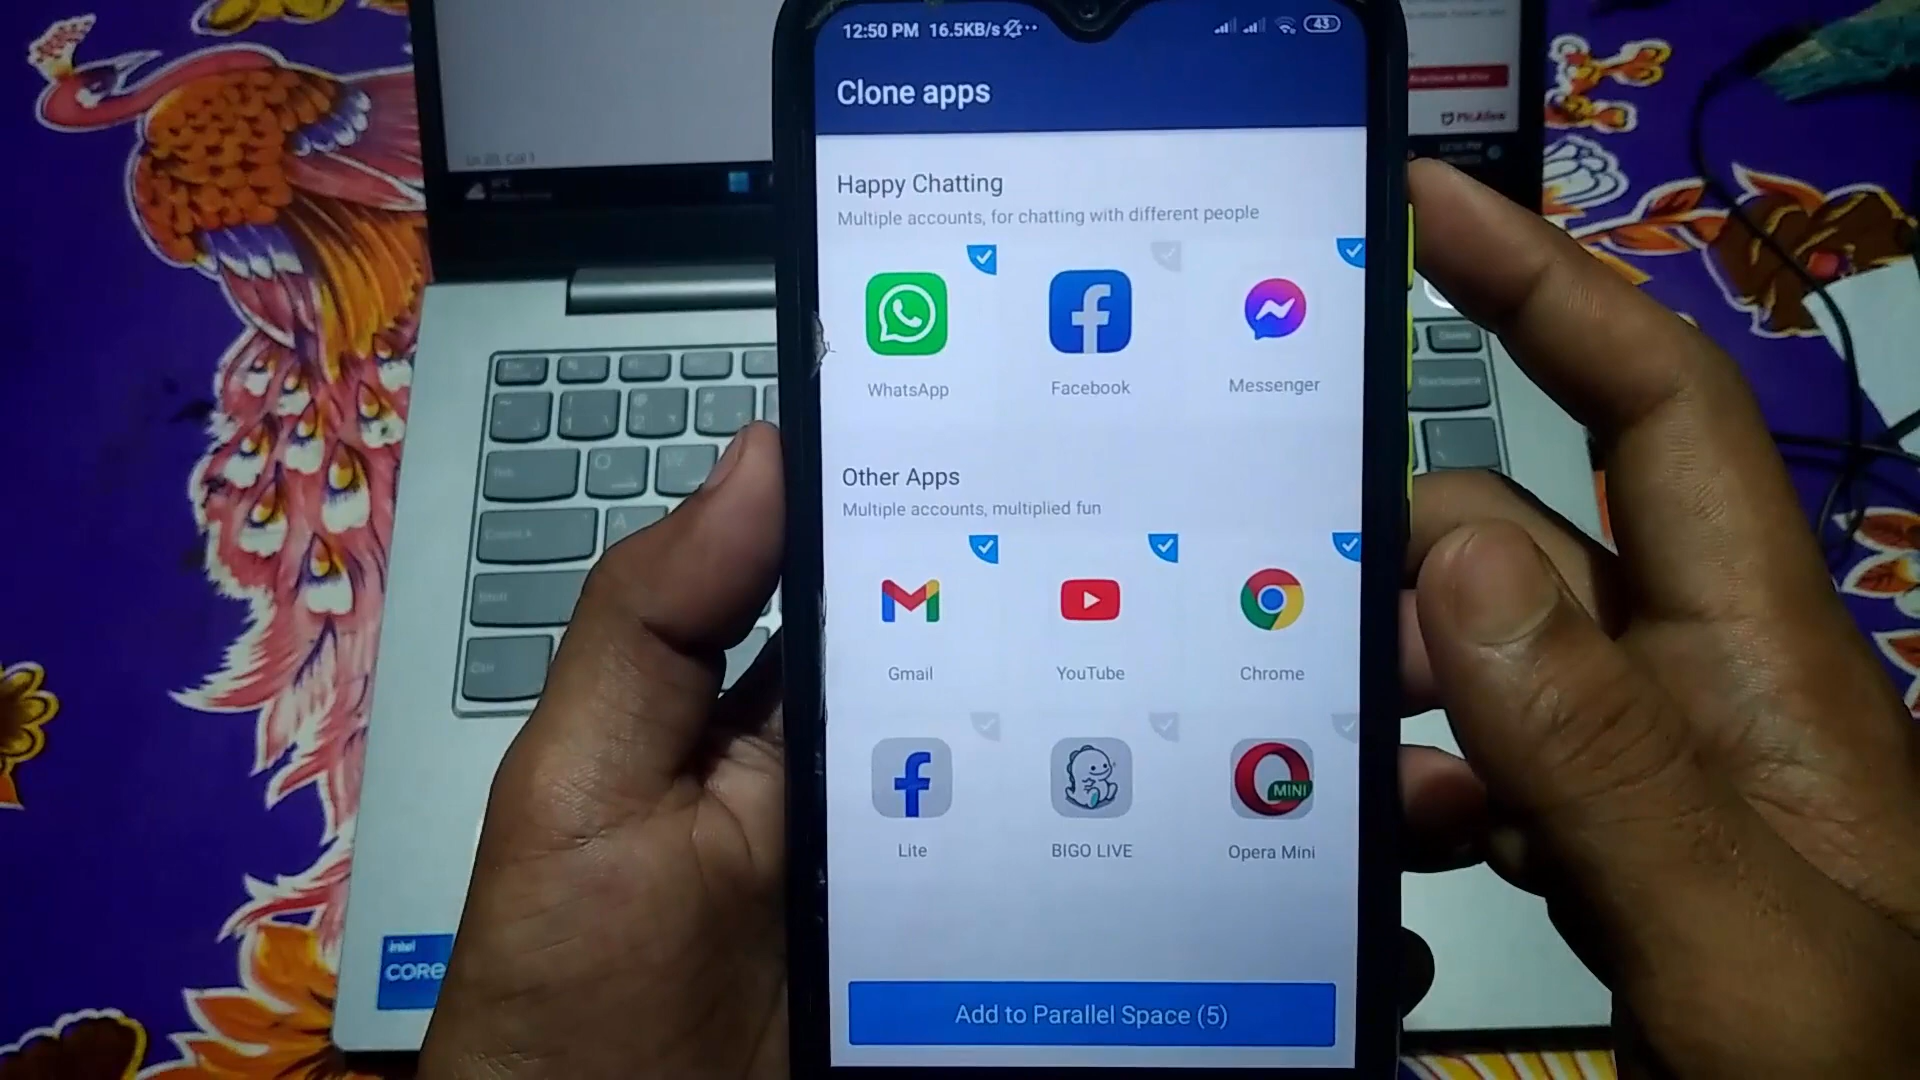 12:50 PM 16.5KB/s
43
Clone apps
Happy Chatting
Multiple accounts, for chatting with different people
WhatsApp
Facebook
Messenger
Other Apps
Multiple accounts, multiplied fun
Gmail
YouTube
Chrome
MINI
Lite
BIGO LIVE
Opera Mini
Add to Parallel Space (5)
McAfee
Backspace
intel
CORE